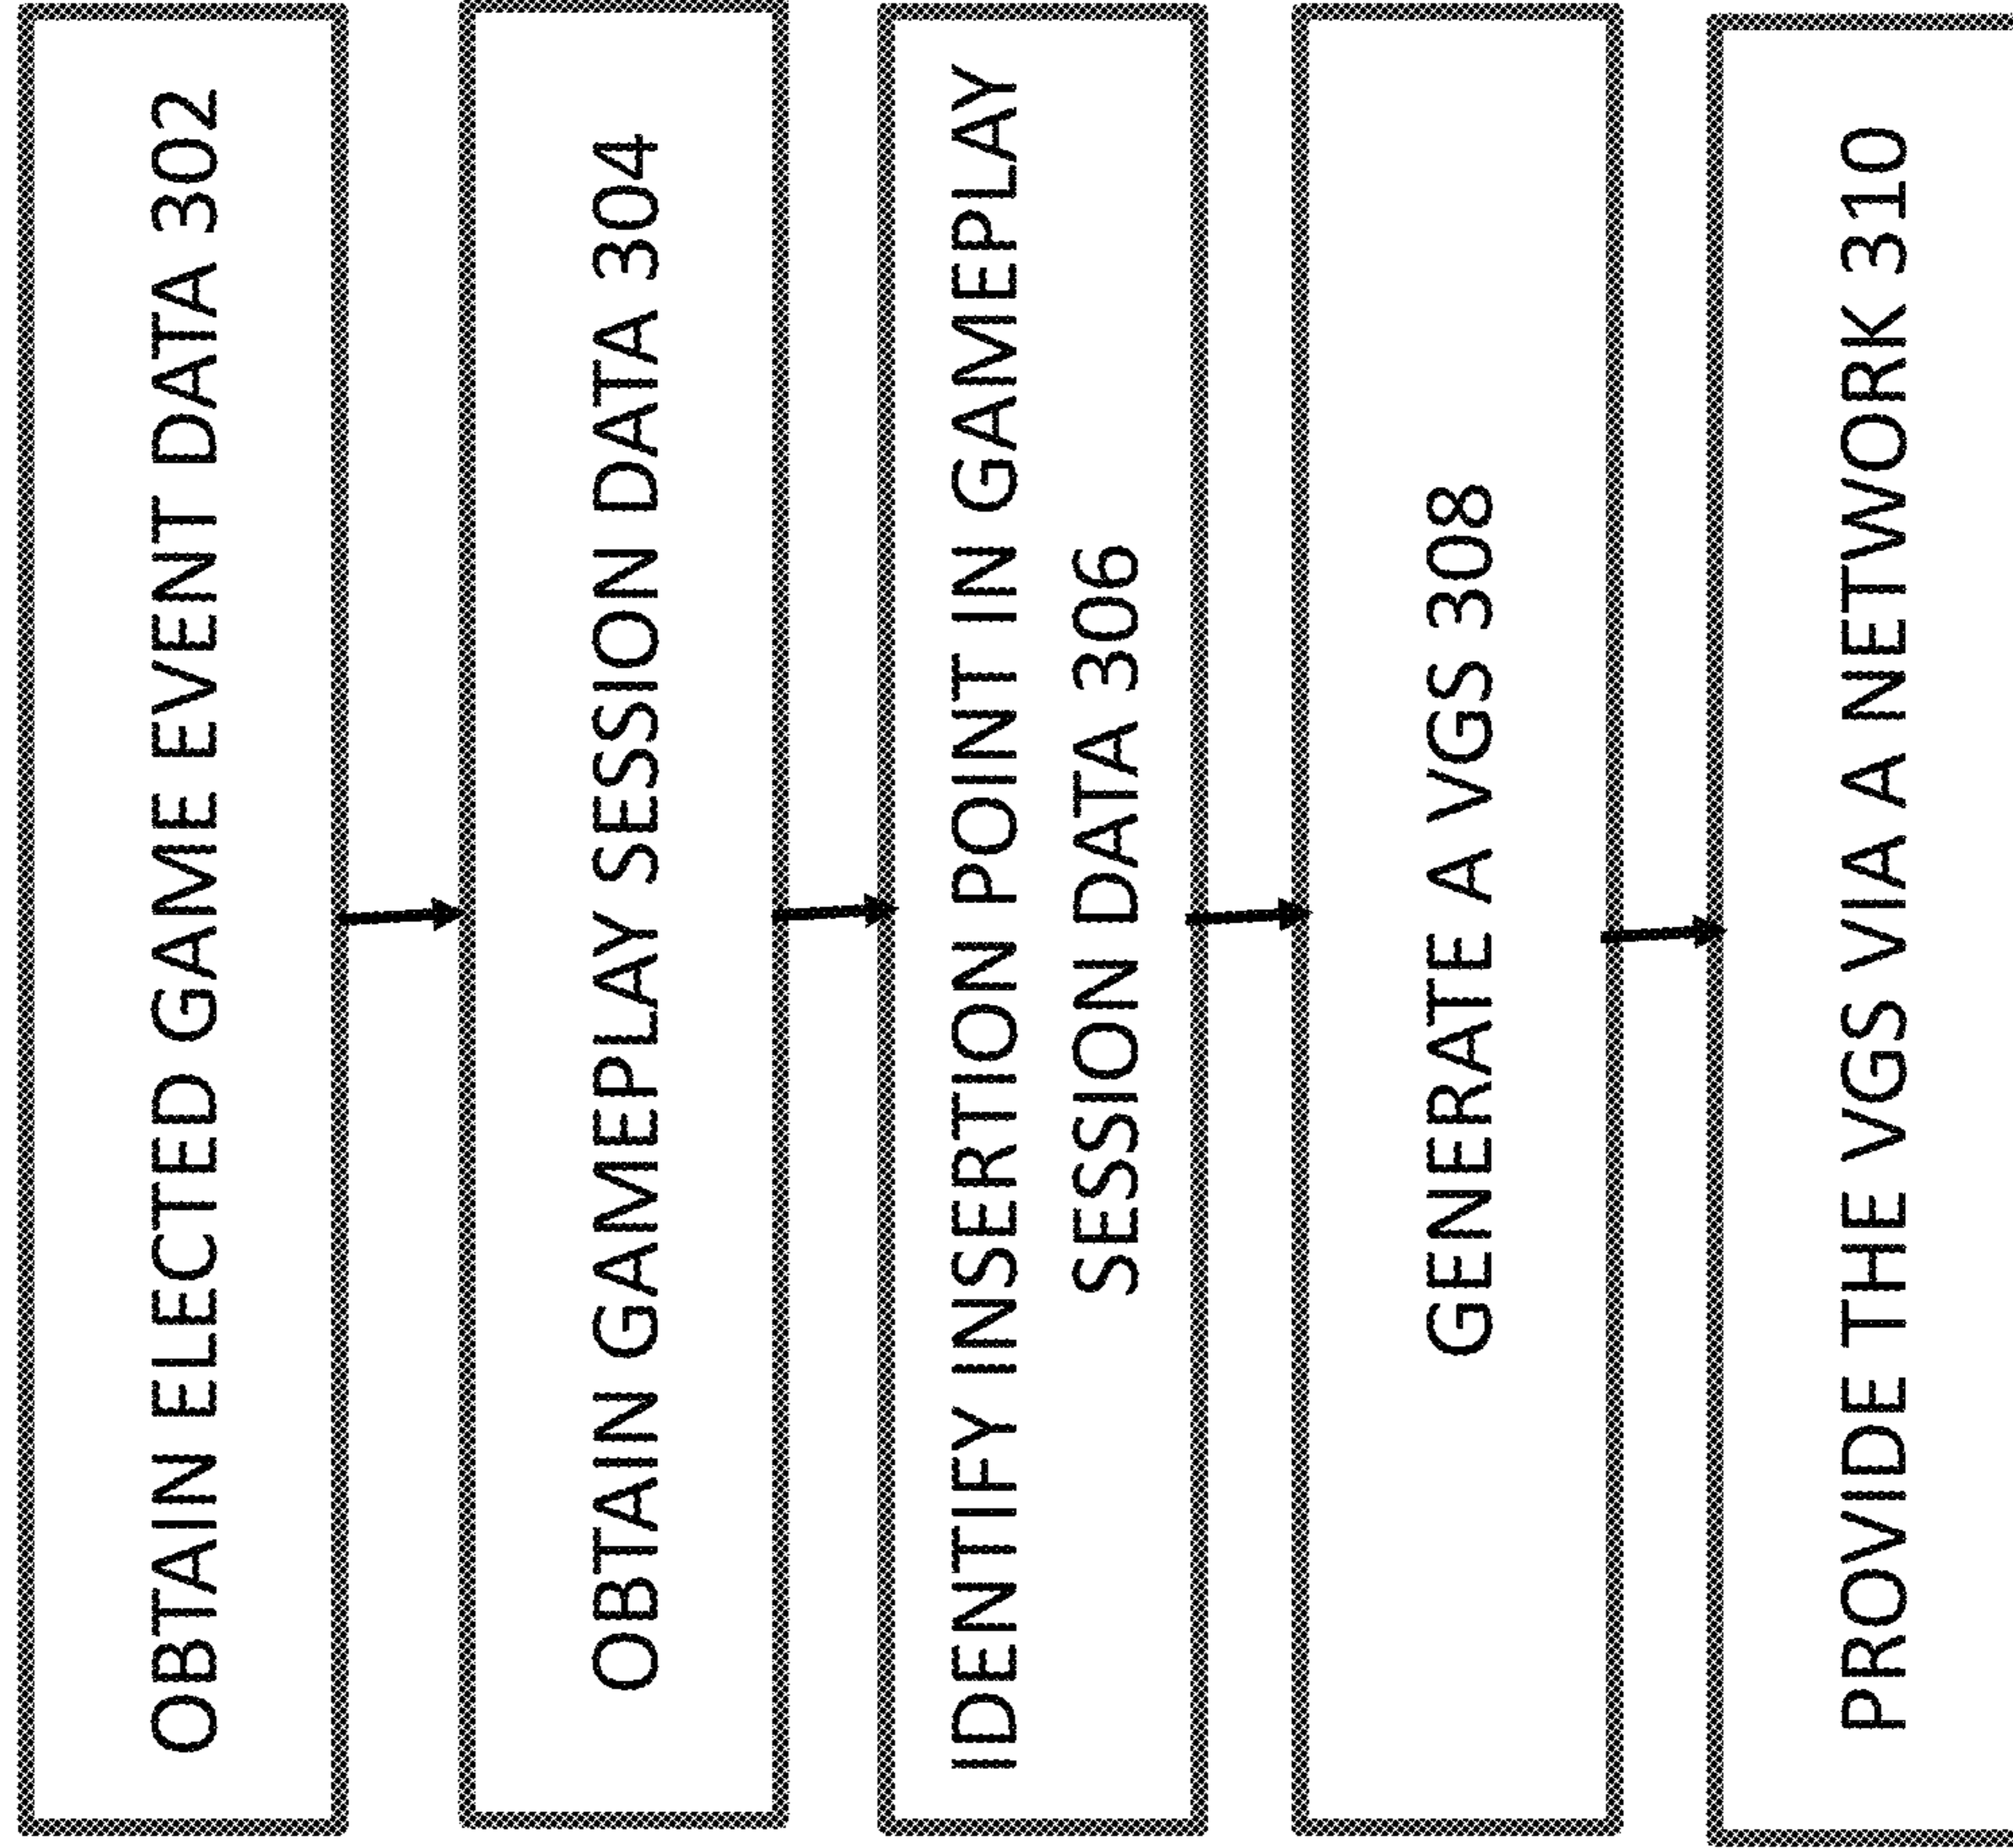 OBTAIN ELECTED GAME EVENT DATA 302
OBTAIN GAMEPLAY SESSION DATA 304
IDENTIFY INSERTION POINT IN GAMEPLAY
SESSION DATA 306
GENERATE A VGS 308
PROVIDE THE VGS VIA A NETWORK 310